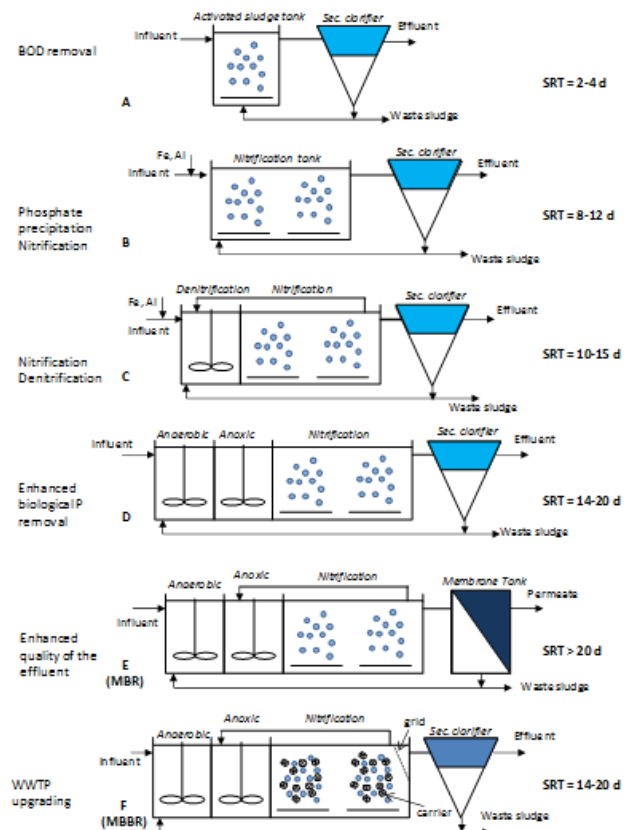 Activated sludge tank
Sec. clarifier
Influent
Effluent
BOD removal
SRT = 2-4 d
A
Waste sludge
Fe, Al
Nitrification tank
Sec. clarifier
Influent
Effluent
Phosphate
precipitation
Nitrification
B
SRT = 8-12 d
Waste sludge
Denitrification
Nitrification
Sec. clarifier
Fe, Al
Influent
Effluent
Nitrification
Denitrification
C
SRT = 10-15 d
Waste sludge
Influent
Anaerobic
Anoxic
Nitrification
Sec. clarifier
Effluent
Enhanced
biological P
removal
D
SRT = 14-20 d
Waste sludge
Anaerobic
Anoxic
Nitrification
Membrane Tank
Permeate
Influent
Enhanced
quality of the
effluent
E
(MBR)
SRT > 20 d
Waste sludge
Anaerobic
Anoxic
Nitrification
grid
Sec. clarifier
Influent
Effluent
WWTP
upgrading
F
(MBBR)
carrier
SRT = 14-20 d
Waste sludge